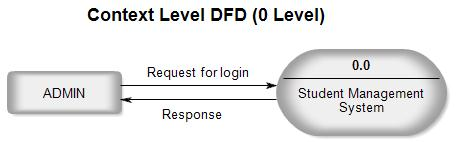 Context Level DFD (0 Level)
Request for login
ADMIN
Response
0.0
Student Management
System